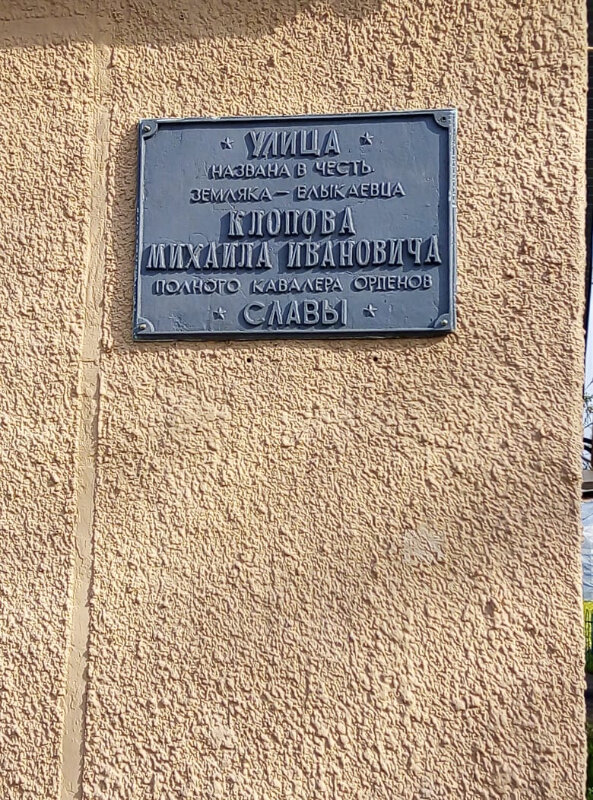 ★ УЛИЦА ★
НАЗВАНА В ЧЕСТЬ
ЗЕМЛЯКА — ЕЛЫКАЕВЦА
КЛОПОВА
МИХАИЛА ИВАНОВИЧА
ПОЛНОГО КАВАЛЕРА ОРДЕНОВ
★ СЛАВЫ ★